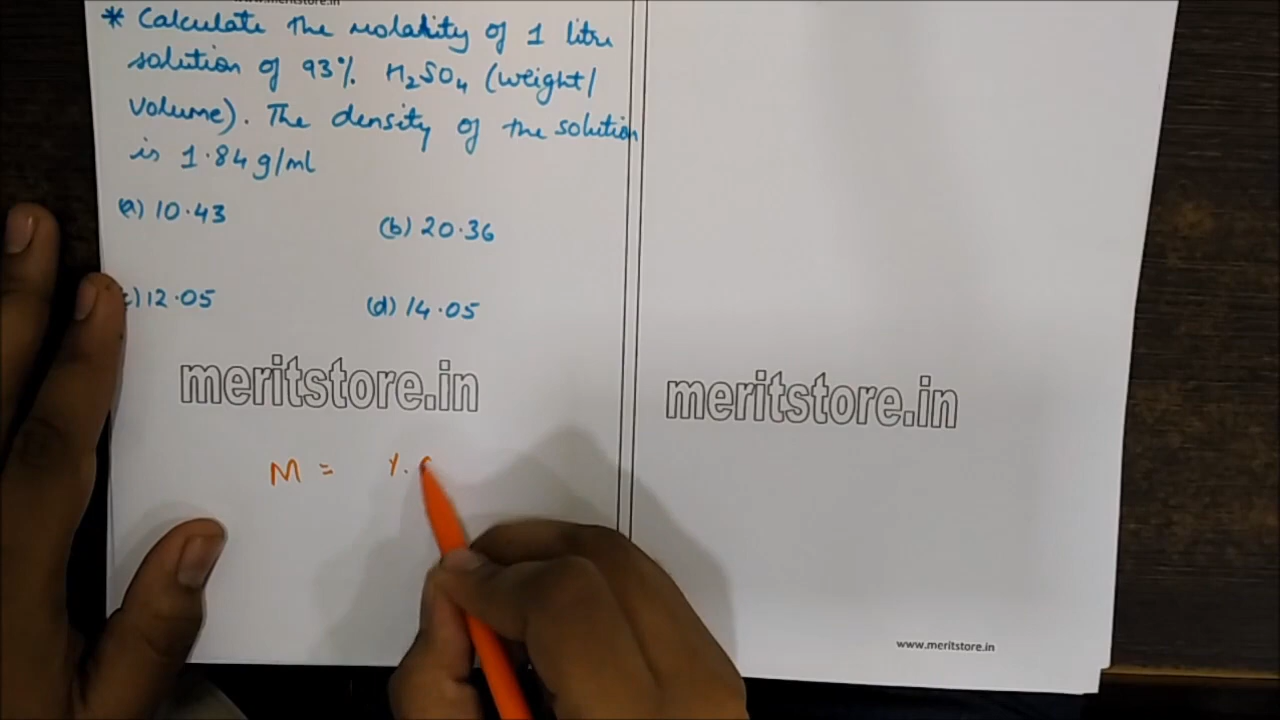 www.meritstore.in
* Calculate the molality of 1 litre
solution of 93% H₂SO₄ (weight/
volume). The density of the solution
is 1.84 g/ml
(a) 10.43
(b) 20.36
c) 12.05
(d) 14.05
meritstore.in
meritstore.in
M =
www.meritstore.in